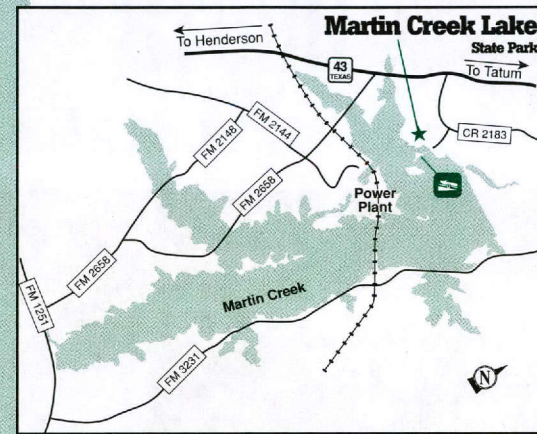 Martin Creek Lake
State Park
To Henderson
43
TEXAS
To Tatum
CR 2183
FM 2144
FM 2148
FM 2658
Power
Plant
FM 2658
FM 1251
Martin Creek
FM 3231
N